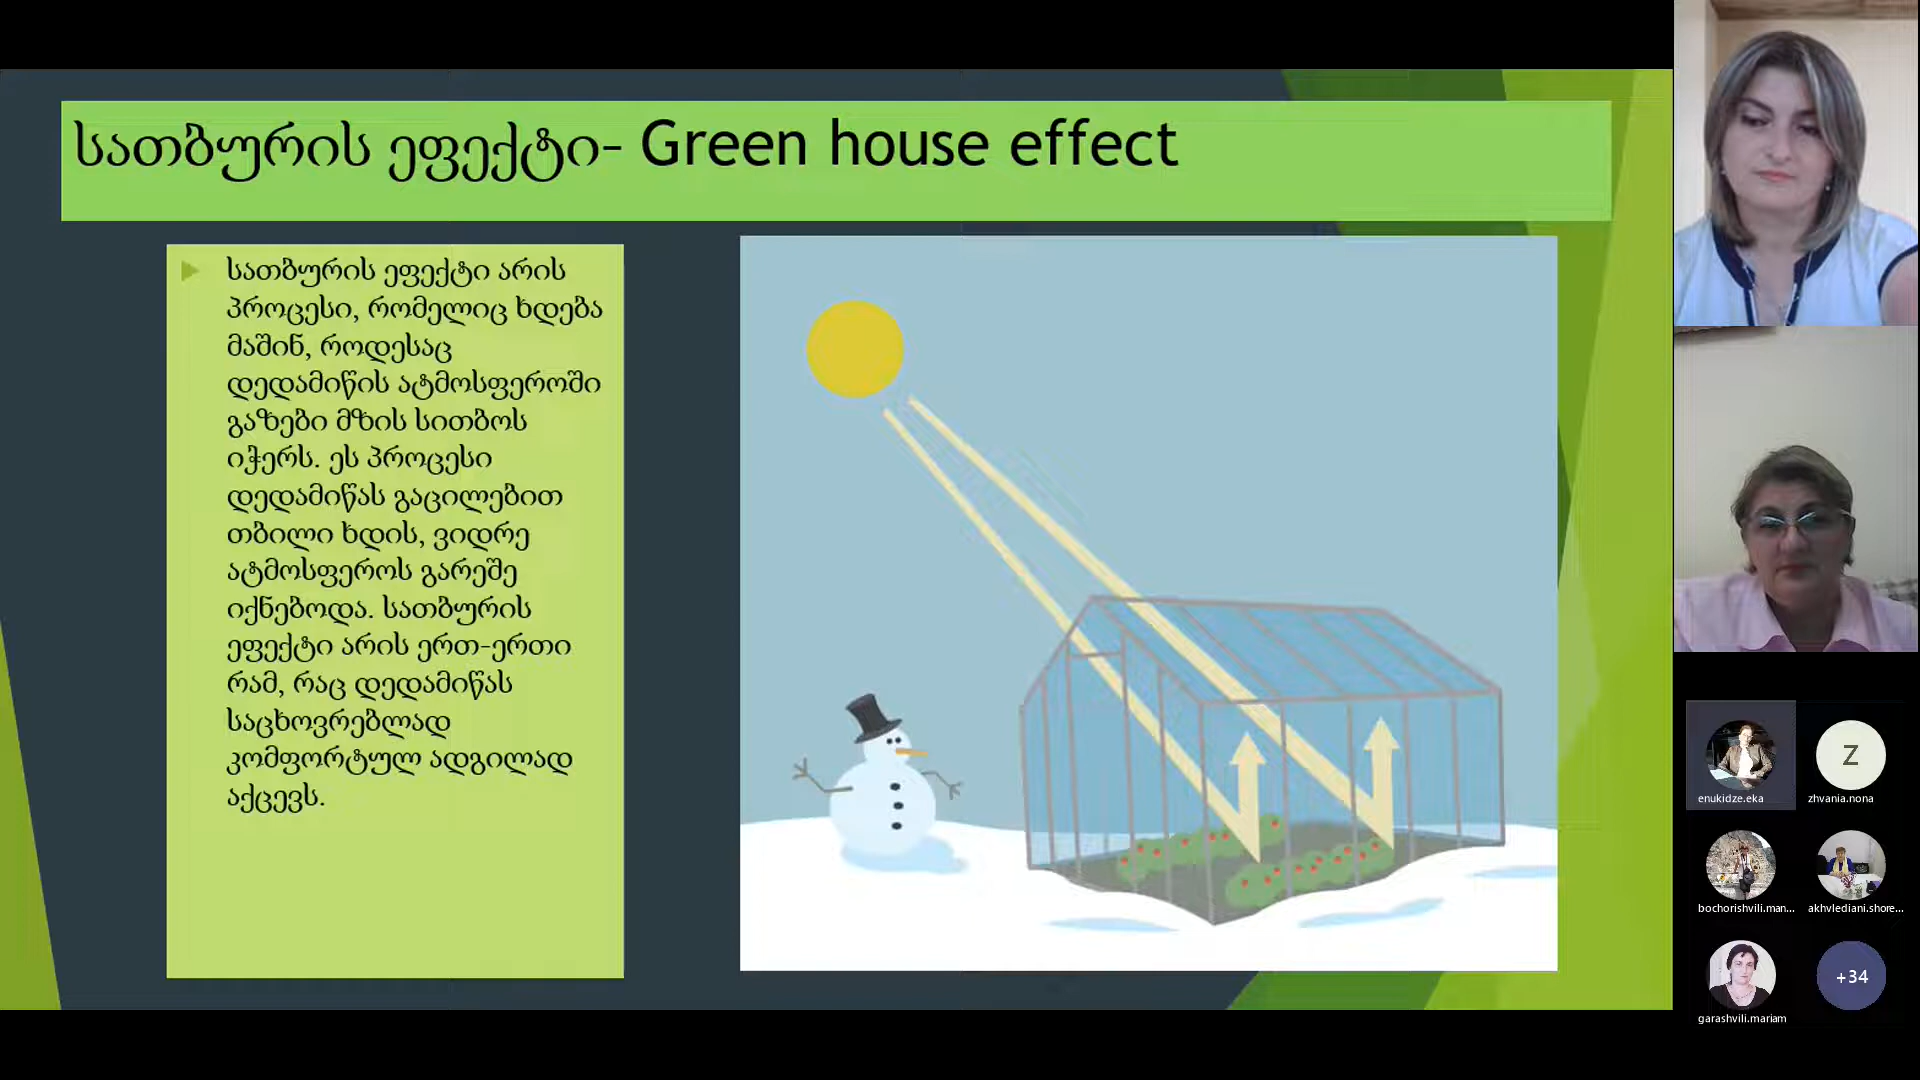 სათბურის ეფექტი- Green house effect
სათბურის ეფექტი არის
პროცესი, რომელიც ხდება
მაშინ, როდესაც
დედამიწის ატმოსფეროში
გაზები მზის სითბოს
იჭერს. ეს პროცესი
დედამიწას გაცილებით
თბილი ხდის, ვიდრე
ატმოსფეროს გარეშე
იქნებოდა. სათბურის
ეფექტი არის ერთ-ერთი
რამ, რაც დედამიწას
საცხოვრებლად
კომფორტულ ადგილად
აქცევს.
enukidze.eka
Z
zhvania.nona
bochorishvili.man...
akhvlediani.shore...
garashvili.mariam
+34